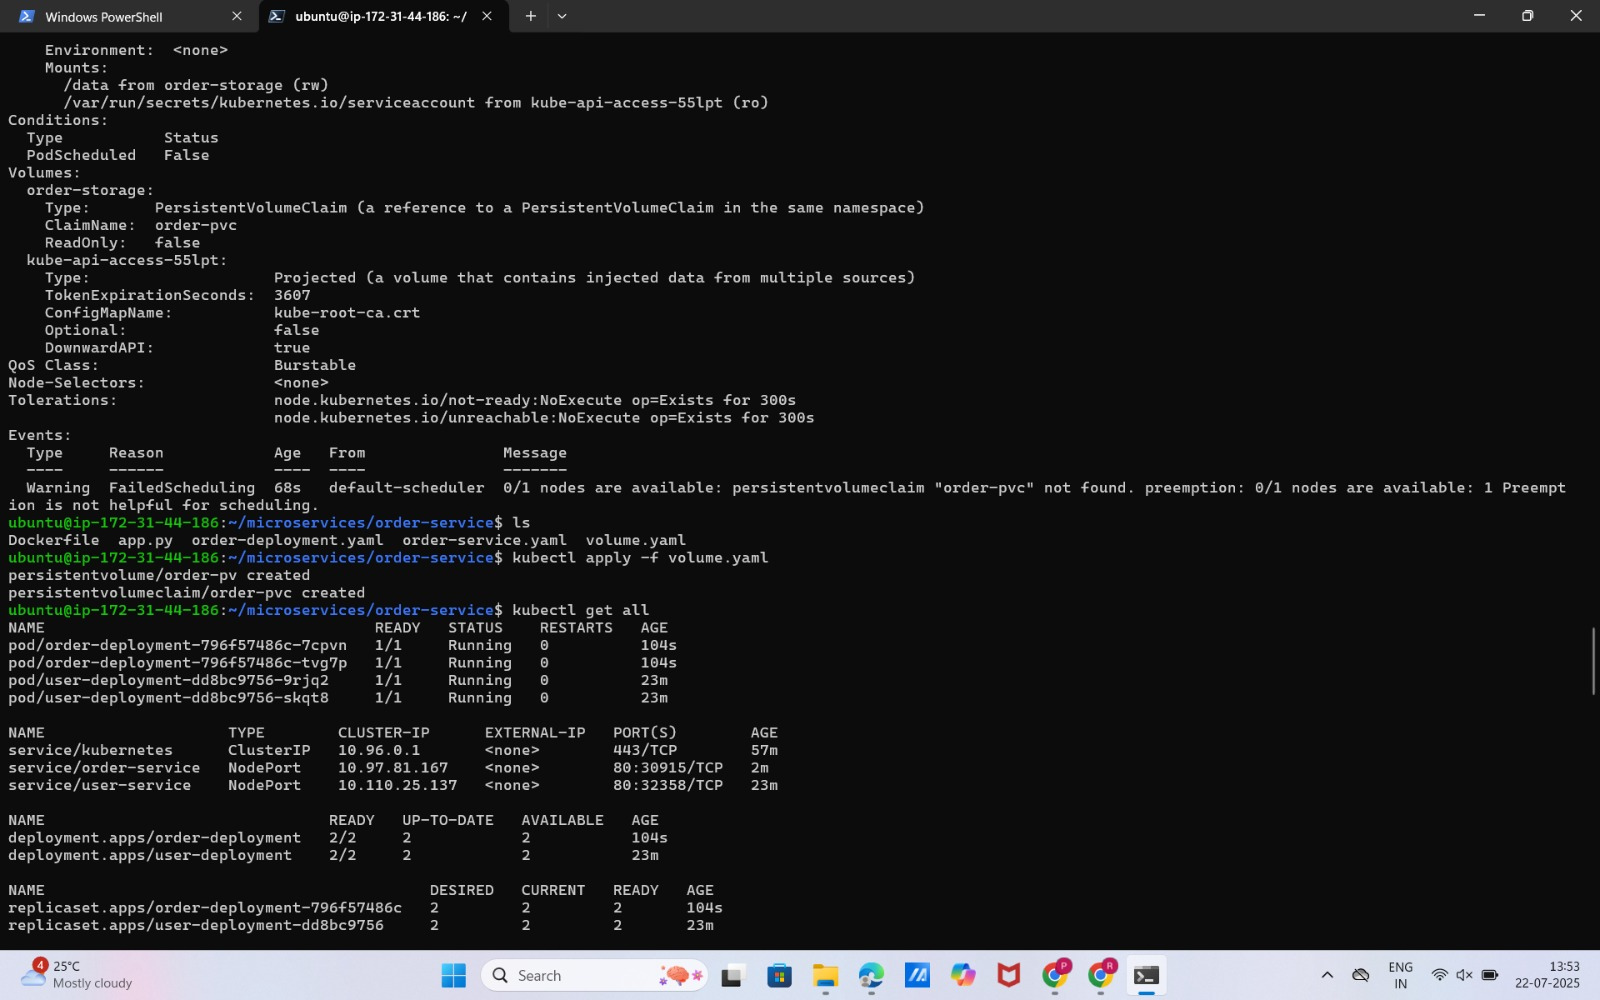 Windows PowerShell
ubuntu@ip-172-31-44-186: ~/
Environment:  <none>
Mounts:
/data from order-storage (rw)
/var/run/secrets/kubernetes.io/serviceaccount from kube-api-access-55lpt (ro)
Conditions:
Type           Status
PodScheduled   False
Volumes:
order-storage:
Type:       PersistentVolumeClaim (a reference to a PersistentVolumeClaim in the same namespace)
ClaimName:  order-pvc
ReadOnly:   false
kube-api-access-55lpt:
Type:                    Projected (a volume that contains injected data from multiple sources)
TokenExpirationSeconds:  3607
ConfigMapName:           kube-root-ca.crt
Optional:                false
DownwardAPI:             true
QoS Class:                   Burstable
Node-Selectors:              <none>
Tolerations:                 node.kubernetes.io/not-ready:NoExecute op=Exists for 300s
node.kubernetes.io/unreachable:NoExecute op=Exists for 300s
Events:
Type     Reason            Age   From               Message
----     ------            ----  ----               -------
Warning  FailedScheduling  68s   default-scheduler  0/1 nodes are available: persistentvolumeclaim "order-pvc" not found. preemption: 0/1 nodes are available: 1 Preempt
ion is not helpful for scheduling.
ubuntu@ip-172-31-44-186:~/microservices/order-service$ ls
Dockerfile  app.py  order-deployment.yaml  order-service.yaml  volume.yaml
ubuntu@ip-172-31-44-186:~/microservices/order-service$ kubectl apply -f volume.yaml
persistentvolume/order-pv created
persistentvolumeclaim/order-pvc created
ubuntu@ip-172-31-44-186:~/microservices/order-service$ kubectl get all
NAME                                    READY   STATUS    RESTARTS   AGE
pod/order-deployment-796f57486c-7cpvn   1/1     Running   0          104s
pod/order-deployment-796f57486c-tvg7p   1/1     Running   0          104s
pod/user-deployment-dd8bc9756-9rjq2     1/1     Running   0          23m
pod/user-deployment-dd8bc9756-skqt8     1/1     Running   0          23m
NAME                    TYPE        CLUSTER-IP      EXTERNAL-IP   PORT(S)        AGE
service/kubernetes      ClusterIP   10.96.0.1       <none>        443/TCP        57m
service/order-service   NodePort    10.97.81.167    <none>        80:30915/TCP   2m
service/user-service    NodePort    10.110.25.137   <none>        80:32358/TCP   23m
NAME                               READY   UP-TO-DATE   AVAILABLE   AGE
deployment.apps/order-deployment   2/2     2            2           104s
deployment.apps/user-deployment    2/2     2            2           23m
NAME                                          DESIRED   CURRENT   READY   AGE
replicaset.apps/order-deployment-796f57486c   2         2         2       104s
replicaset.apps/user-deployment-dd8bc9756     2         2         2       23m
4
25°C
Mostly cloudy
Search
P
R
ENG
IN
13:53
22-07-2025